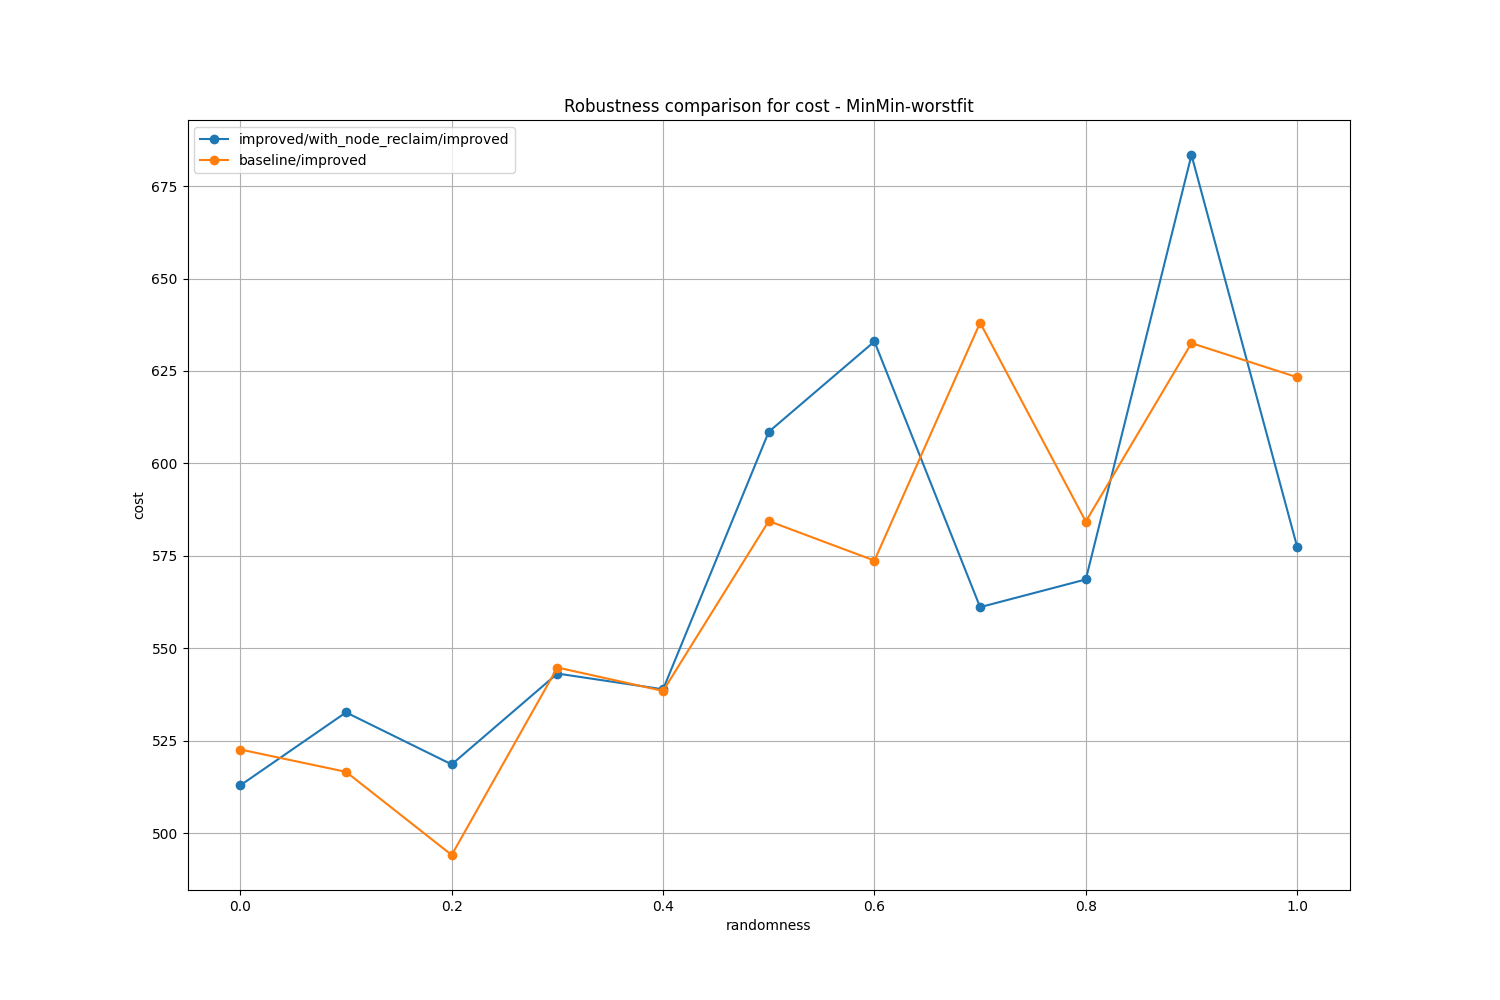 Robustness comparison for cost - MinMin-worstfit
improved/with_node_reclaim/improved
baseline/improved
675
650
625
600
575
550
525
500
cost
0.0 0.2 0.4 0.6 0.8 1.0
randomness